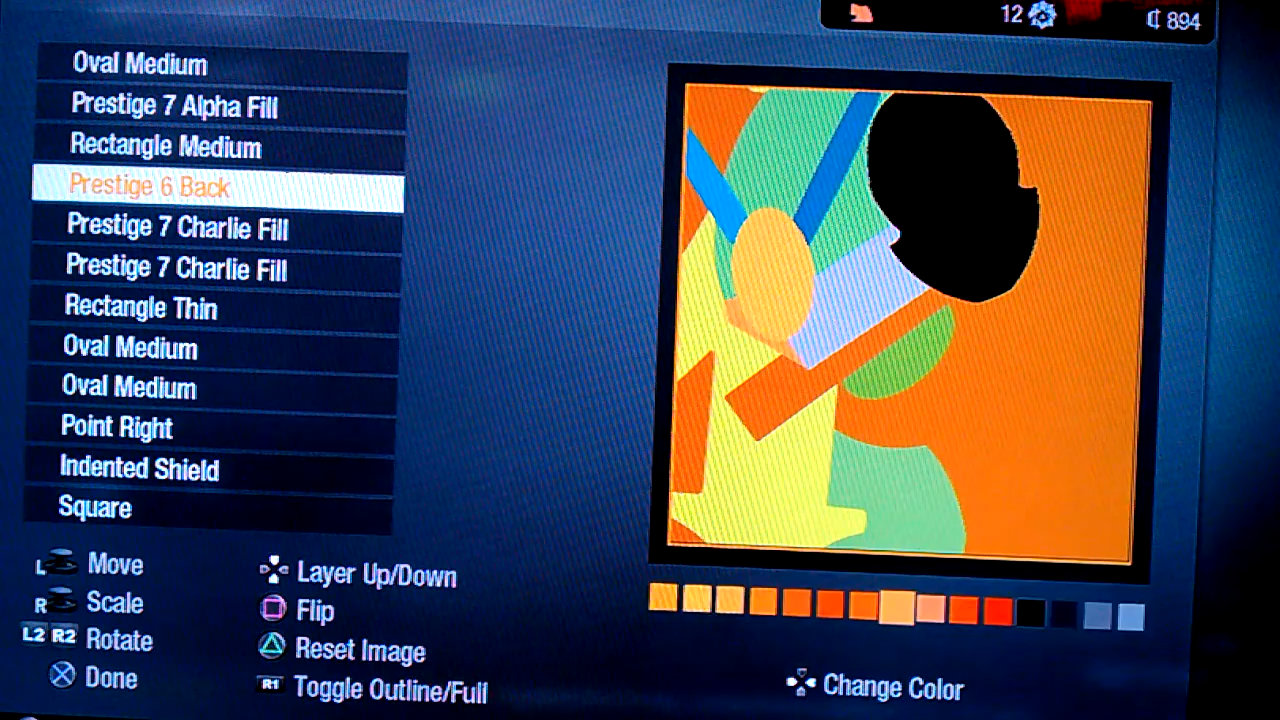 12 ₵ 894
Oval Medium
Prestige 7 Alpha Fill
Rectangle Medium
Prestige 6 Back
Prestige 7 Charlie Fill
Prestige 7 Charlie Fill
Rectangle Thin
Oval Medium
Oval Medium
Point Right
Indented Shield
Square
L Move
R Scale
L2 R2 Rotate
Done
Layer Up/Down
Flip
Reset Image
R1 Toggle Outline/Full
Change Color